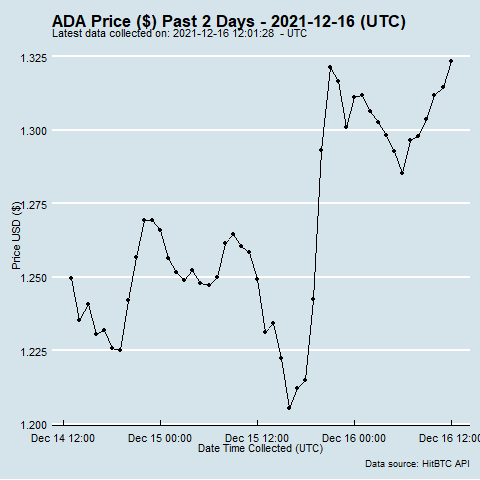 ADA Price ($) Past 2 Days - 2021-12-16 (UTC)
Latest data collected on: 2021-12-16 12:01:28  - UTC
Price USD ($)
1.325
1.300
1.275
1.250
1.225
1.200
Dec 14 12:00
Dec 15 00:00
Dec 15 12:00
Dec 16 00:00
Dec 16 12:00
Date Time Collected (UTC)
Data source: HitBTC API